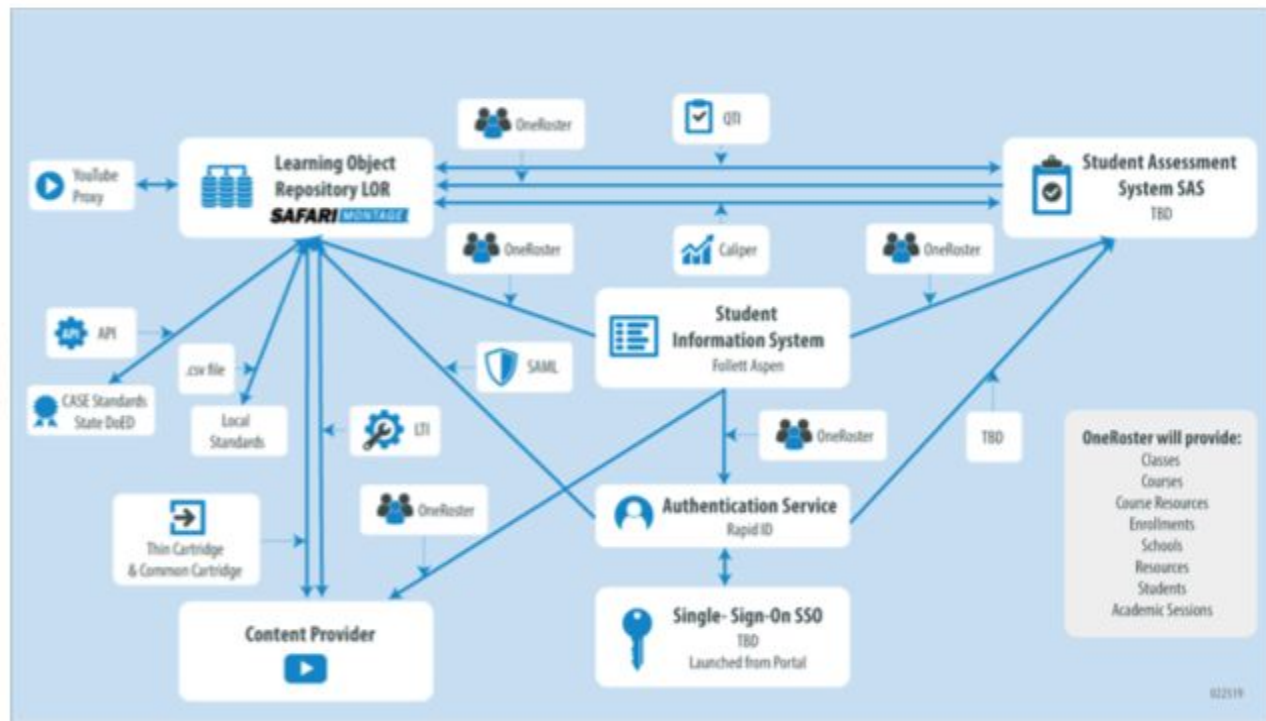 OneRoster
QTI
YouTube
Proxy
Learning Object
Repository LOR
SAFARI MONTAGE
Student Assessment
System SAS
TBD
OneRoster
Caliper
OneRoster
Student
Information System
Follett Aspen
API
API
.csv file
SAML
CASE Standards
State DoED
Local
Standards
LTI
OneRoster
TBD
OneRoster will provide:
Classes
Courses
Course Resources
Enrollments
Schools
Resources
Students
Academic Sessions
Thin Cartridge
& Common Cartridge
OneRoster
Authentication Service
Rapid ID
Content Provider
Single- Sign-On SSO
TBD
Launched from Portal
022519